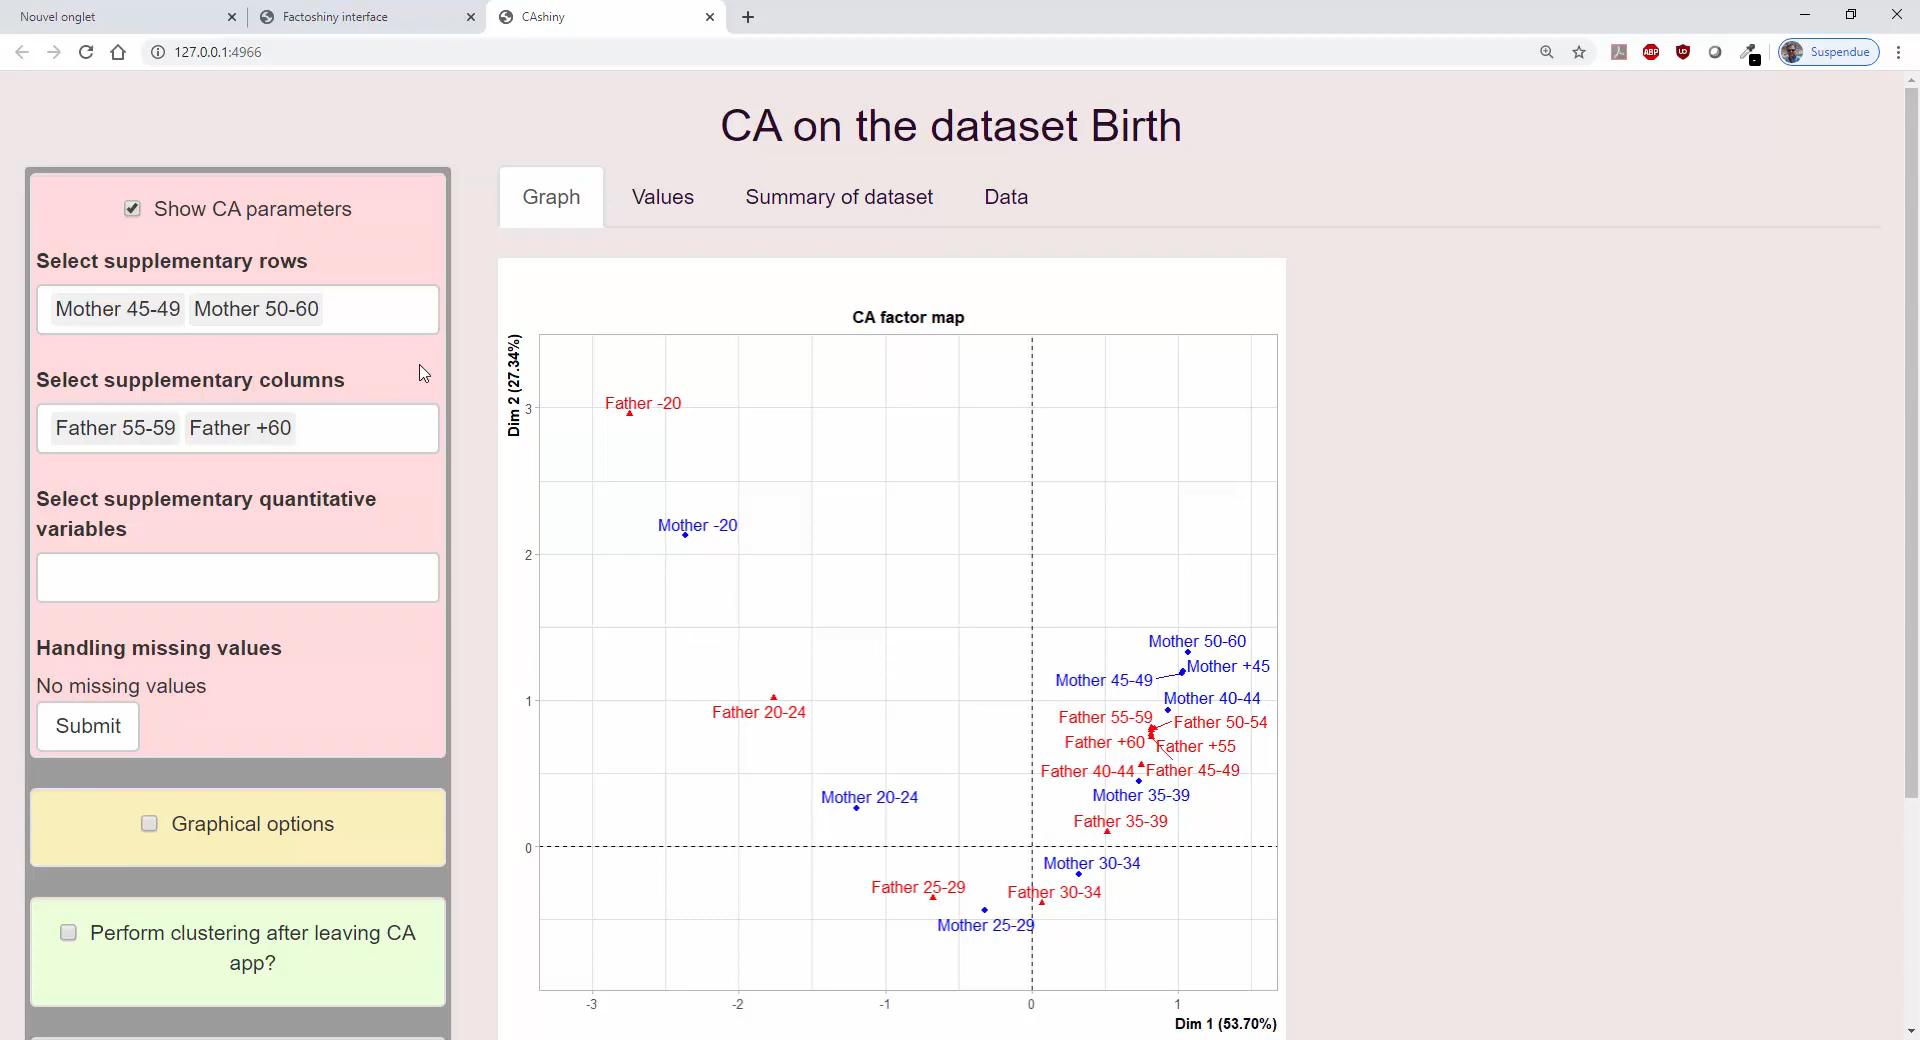 Nouvel onglet
Factoshiny interface
CAshiny
127.0.0.1:4966
ABP
Suspendue
CA on the dataset Birth
Show CA parameters
Select supplementary rows
Mother 45-49 Mother 50-60
Select supplementary columns
Father 55-59 Father +60
Select supplementary quantitative
variables
Handling missing values
No missing values
Submit
Graphical options
Perform clustering after leaving CA
app?
Graph Values Summary of dataset Data
CA factor map
Dim 2 (27.34%)
3
2
1
0
Father -20
Mother -20
Mother 50-60
Mother +45
Mother 45-49
Mother 40-44
Father 20-24
Father 55-59
Father 50-54
Father +60
Father +55
Father 40-44
Father 45-49
Mother 35-39
Mother 20-24
Father 35-39
Mother 30-34
Father 25-29
Father 30-34
Mother 25-29
-3 -2 -1 0 1
Dim 1 (53.70%)